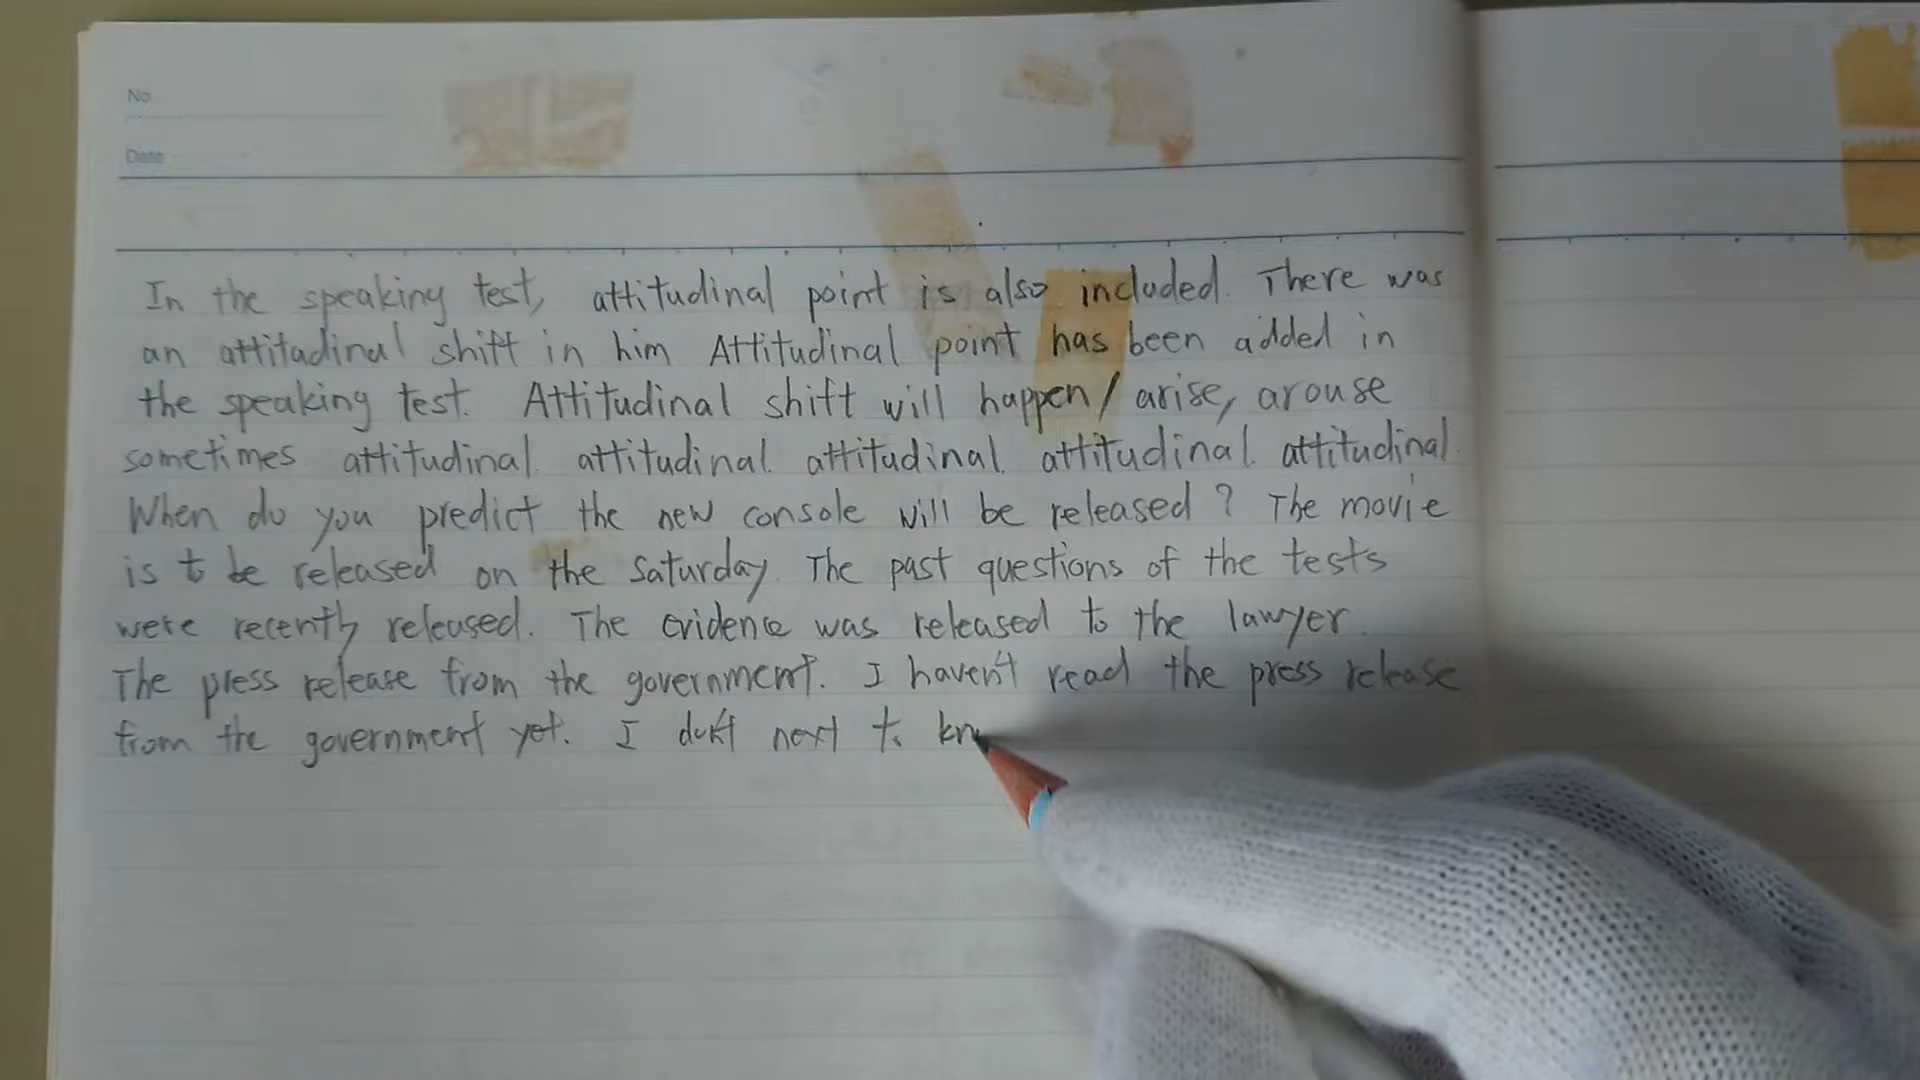 No.
Date
In the speaking test, attitudinal point is also included. There was
an attitudinal shift in him Attitudinal point has been added in
the speaking test. Attitudinal shift will happen / arise, arouse
sometimes attitudinal. attitudinal. attitudinal. attitudinal. attitudinal.
When do you predict the new console will be released? The movie
is to be released on the Saturday. The past questions of the tests
were recently released. The evidence was released to the lawyer.
The press release from the government. I haven't read the press release
from the government yet. I don't next to kn